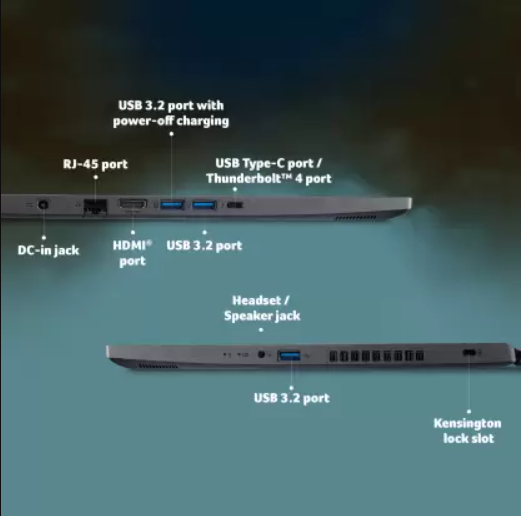 USB 3.2 port with
power-off charging
RJ-45 port
USB Type-C port /
Thunderbolt™ 4 port
DC-in jack
HDMI®
port
USB 3.2 port
Headset /
Speaker jack
USB 3.2 port
Kensington
lock slot